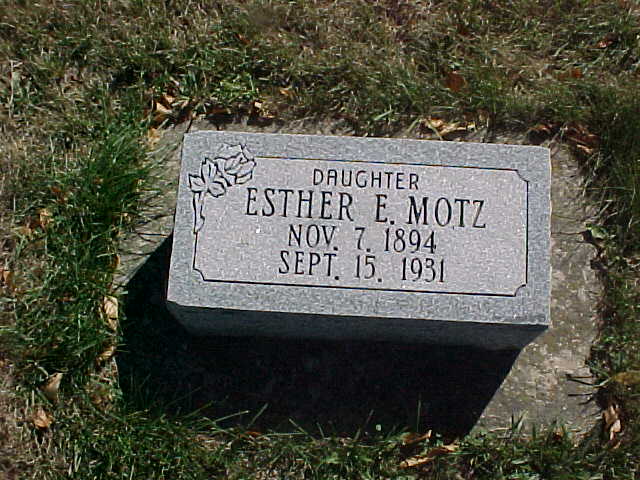 DAUGHTER
ESTHER E. MOTZ
NOV. 7. 1894
SEPT. 15. 1931